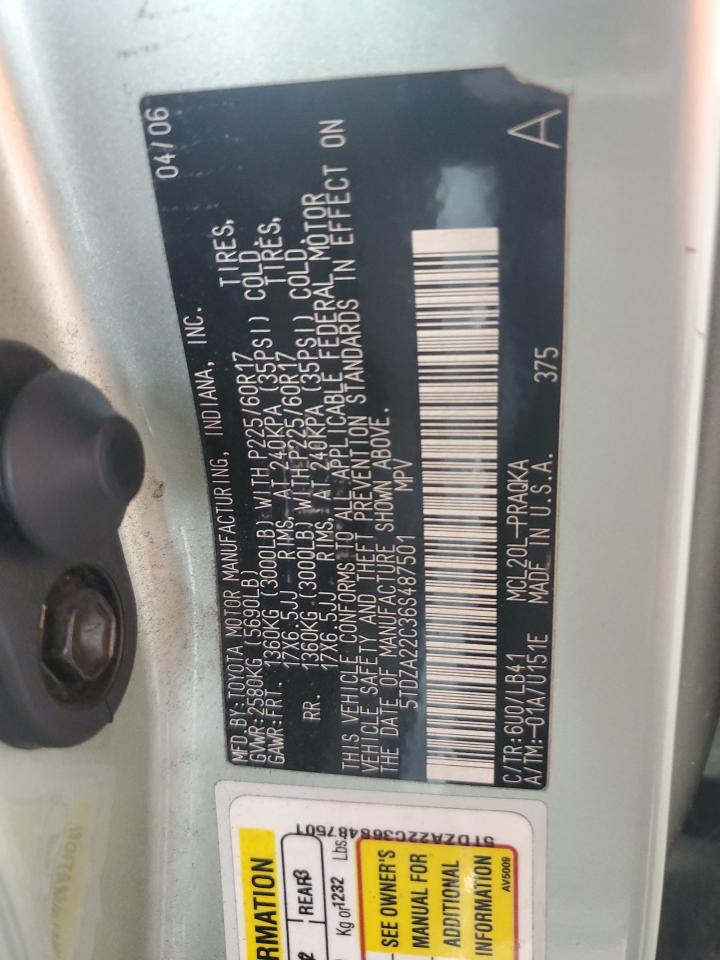 04/06
MFD.BY:TOYOTA MOTOR MANUFACTURING, INDIANA, INC.
GVWR:2580KG (5690LB)
GAWR:FRT. 1360KG (3000LB) WITH P225/60R17 TIRES,
17X6.5JJ RIMS, AT 240KPA (35PSI) COLD.
RR. 1360KG (3000LB) WITH P225/60R17 TIRES,
17X6.5JJ RIMS, AT 240KPA (35PSI) COLD.
THIS VEHICLE CONFORMS TO ALL APPLICABLE FEDERAL MOTOR
VEHICLE SAFETY AND THEFT PREVENTION STANDARDS IN EFFECT ON
THE DATE OF MANUFACTURE SHOWN ABOVE.
5TDZA22C36S487501 MPV
C/TR:6U0/LB41 MCL20L-PRAQKA 375
A/TM:-01A/U151E MADE IN U.S.A.
A
RMATION
REAR3
Kg or1232 Lbs
5TDZA22C36S487501
SEE OWNER'S
MANUAL FOR
ADDITIONAL
INFORMATION
AV5009